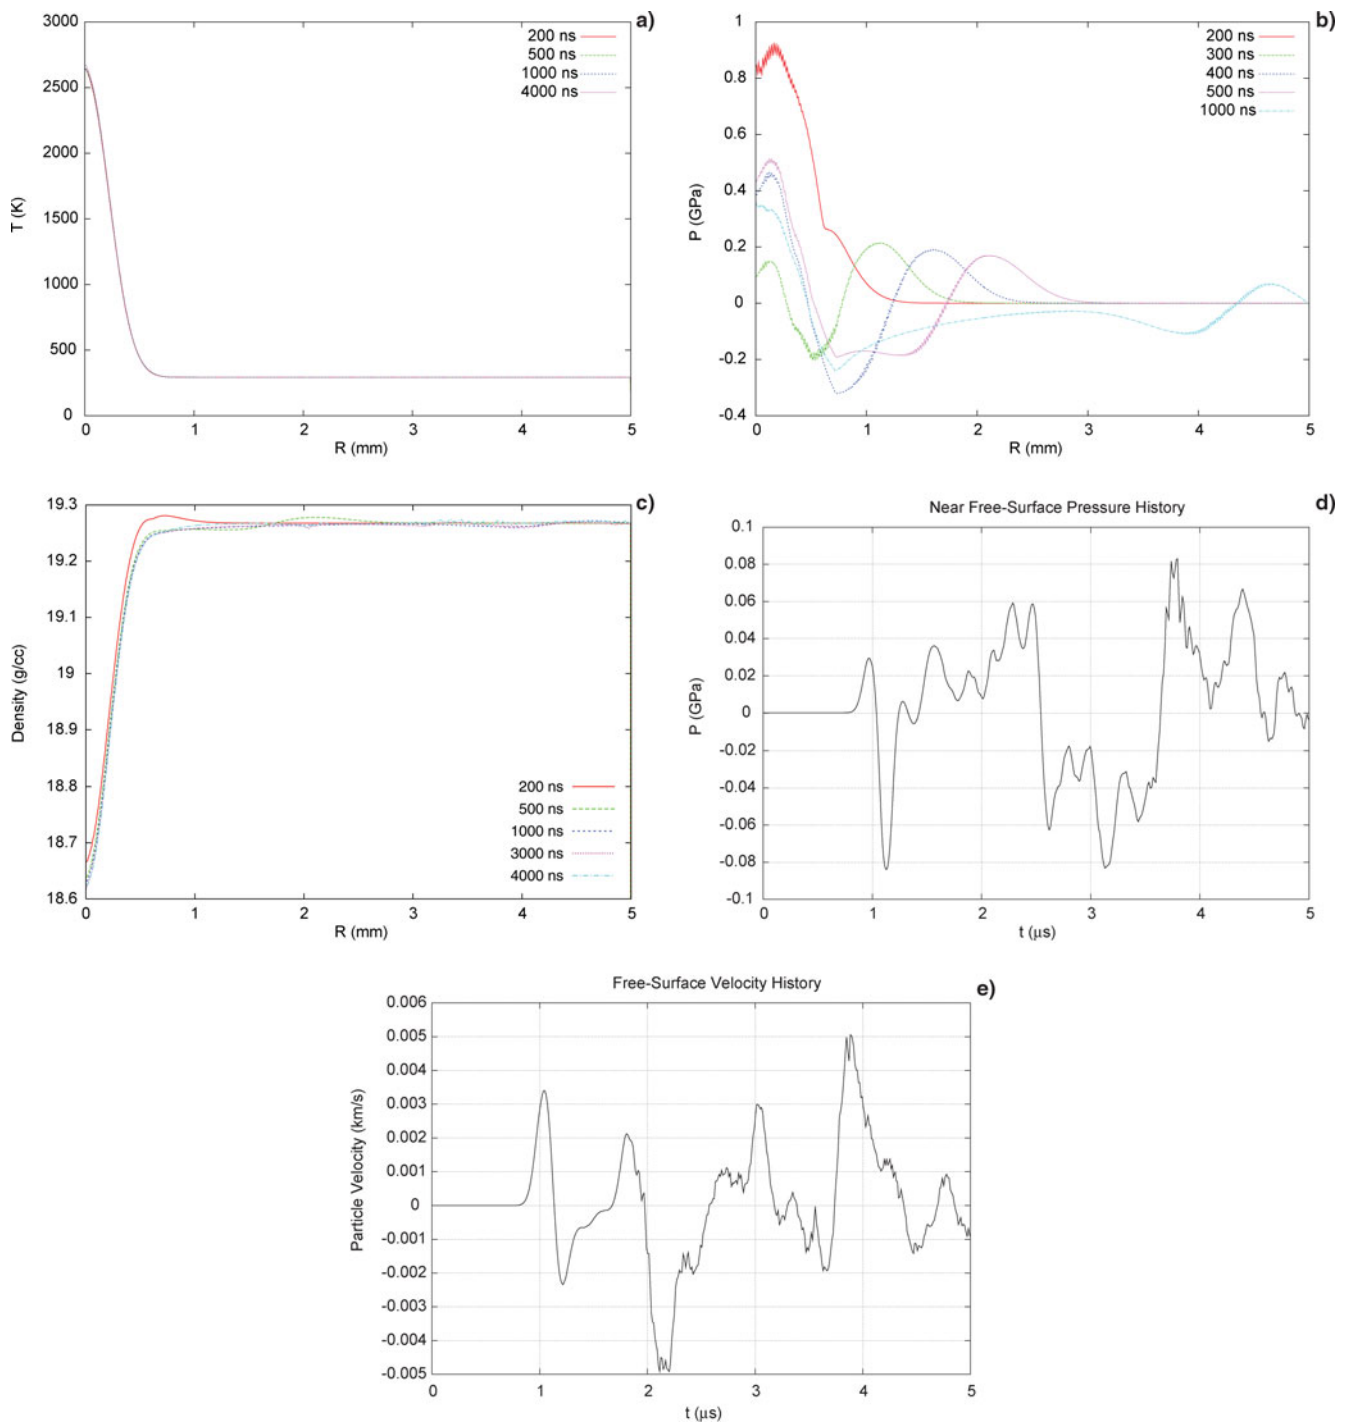 a)
3000
2500
2000
1500
1000
500
0
T (K)
200 ns
500 ns
1000 ns
4000 ns
0 1 2 3 4 5
R (mm)
b)
1
0.8
0.6
0.4
0.2
0
-0.2
-0.4
P (GPa)
200 ns
300 ns
400 ns
500 ns
1000 ns
0 1 2 3 4 5
R (mm)
c)
19.3
19.2
19.1
19
18.9
18.8
18.7
18.6
Density (g/cc)
200 ns
500 ns
1000 ns
3000 ns
4000 ns
0 1 2 3 4 5
R (mm)
Near Free-Surface Pressure History
d)
0.1
0.08
0.06
0.04
0.02
0
-0.02
-0.04
-0.06
-0.08
-0.1
P (GPa)
0 1 2 3 4 5
t (μs)
Free-Surface Velocity History
e)
0.006
0.005
0.004
0.003
0.002
0.001
0
-0.001
-0.002
-0.003
-0.004
-0.005
Particle Velocity (km/s)
0 1 2 3 4 5
t (μs)